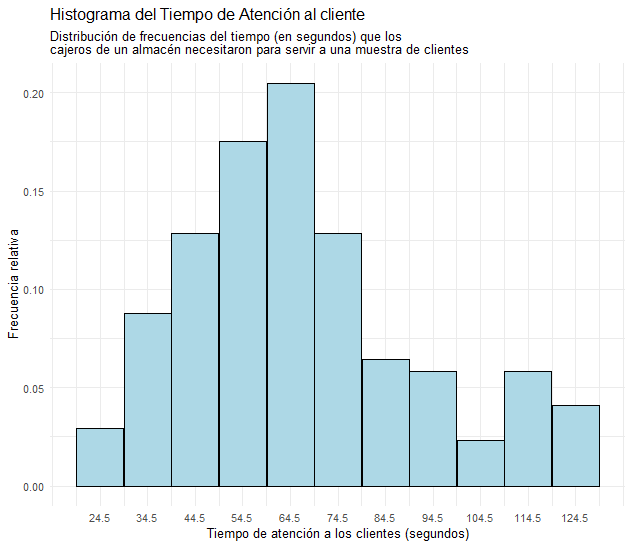 Histograma del Tiempo de Atención al cliente
Distribución de frecuencias del tiempo (en segundos) que los
cajeros de un almacén necesitaron para servir a una muestra de clientes
0.20
0.15
0.10
0.05
0.00
Frecuencia relativa
24.5 34.5 44.5 54.5 64.5 74.5 84.5 94.5 104.5 114.5 124.5
Tiempo de atención a los clientes (segundos)